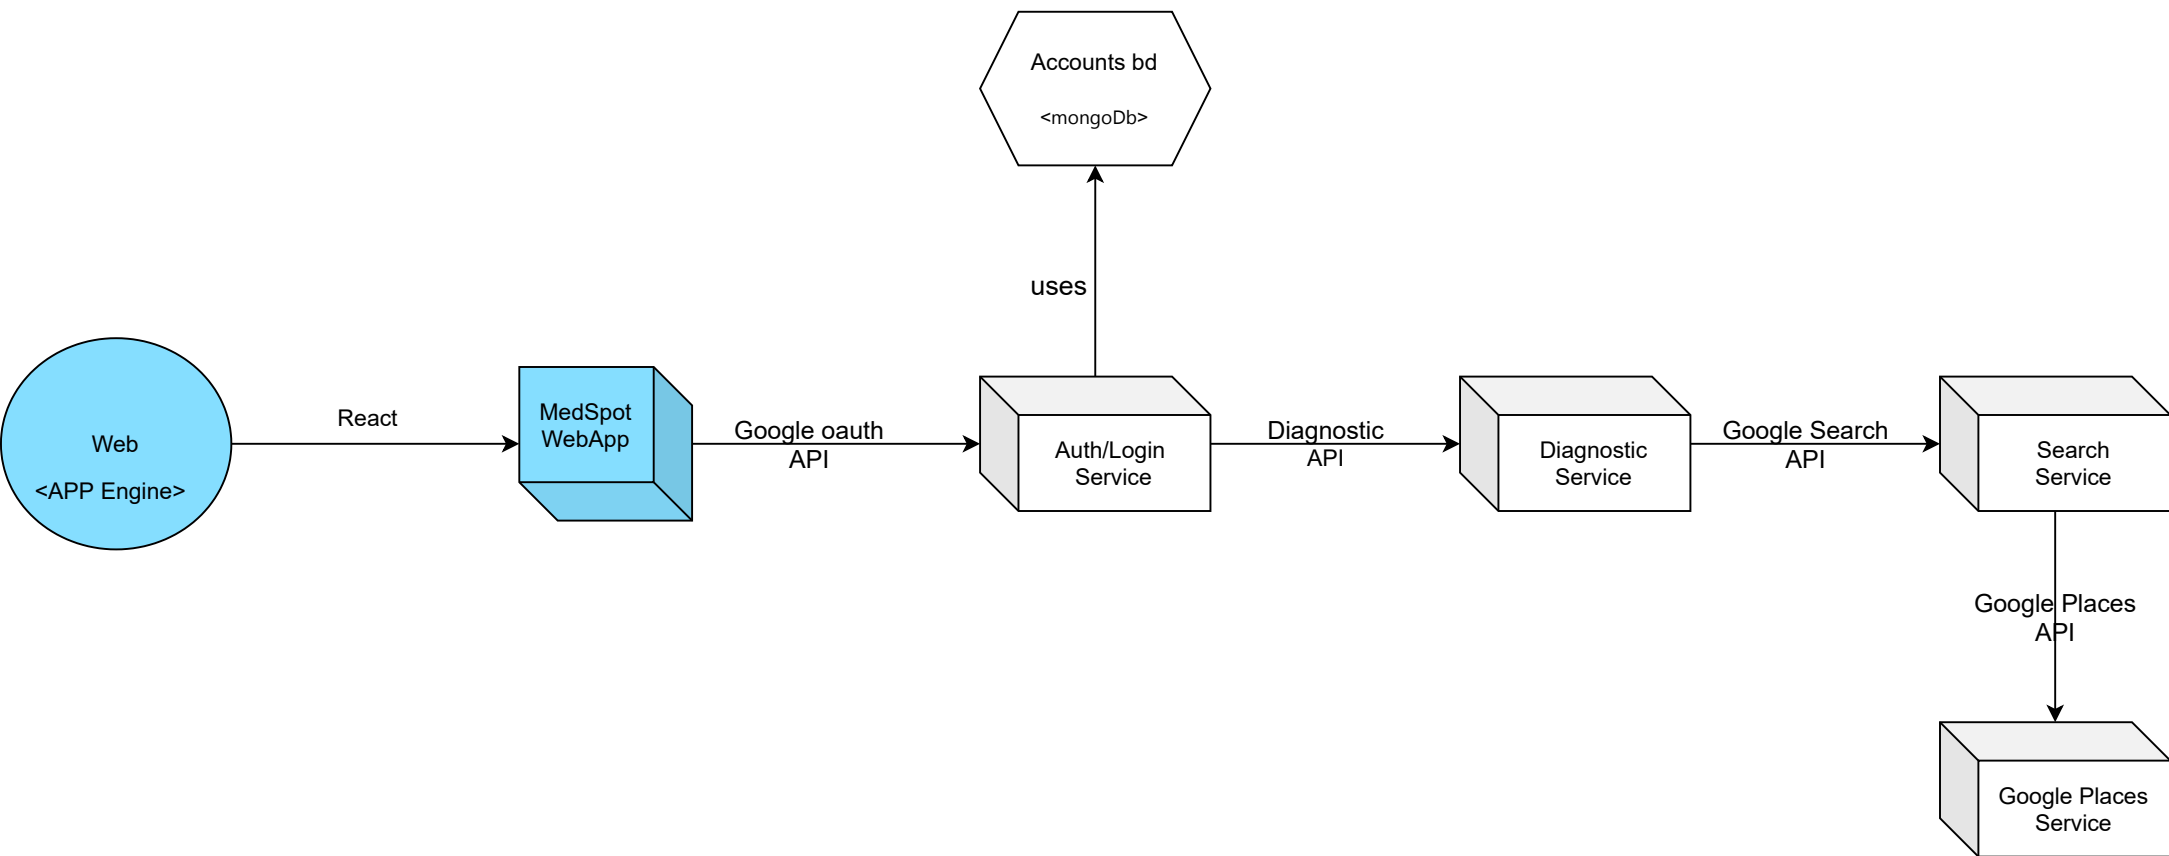 Accounts bd
<mongoDb>
uses
Web
<APP Engine>
React
MedSpot
WebApp
Google oauth
API
Auth/Login
Service
Diagnostic
API
Diagnostic
Service
Google Search
API
Search
Service
Google Places
API
Google Places
Service